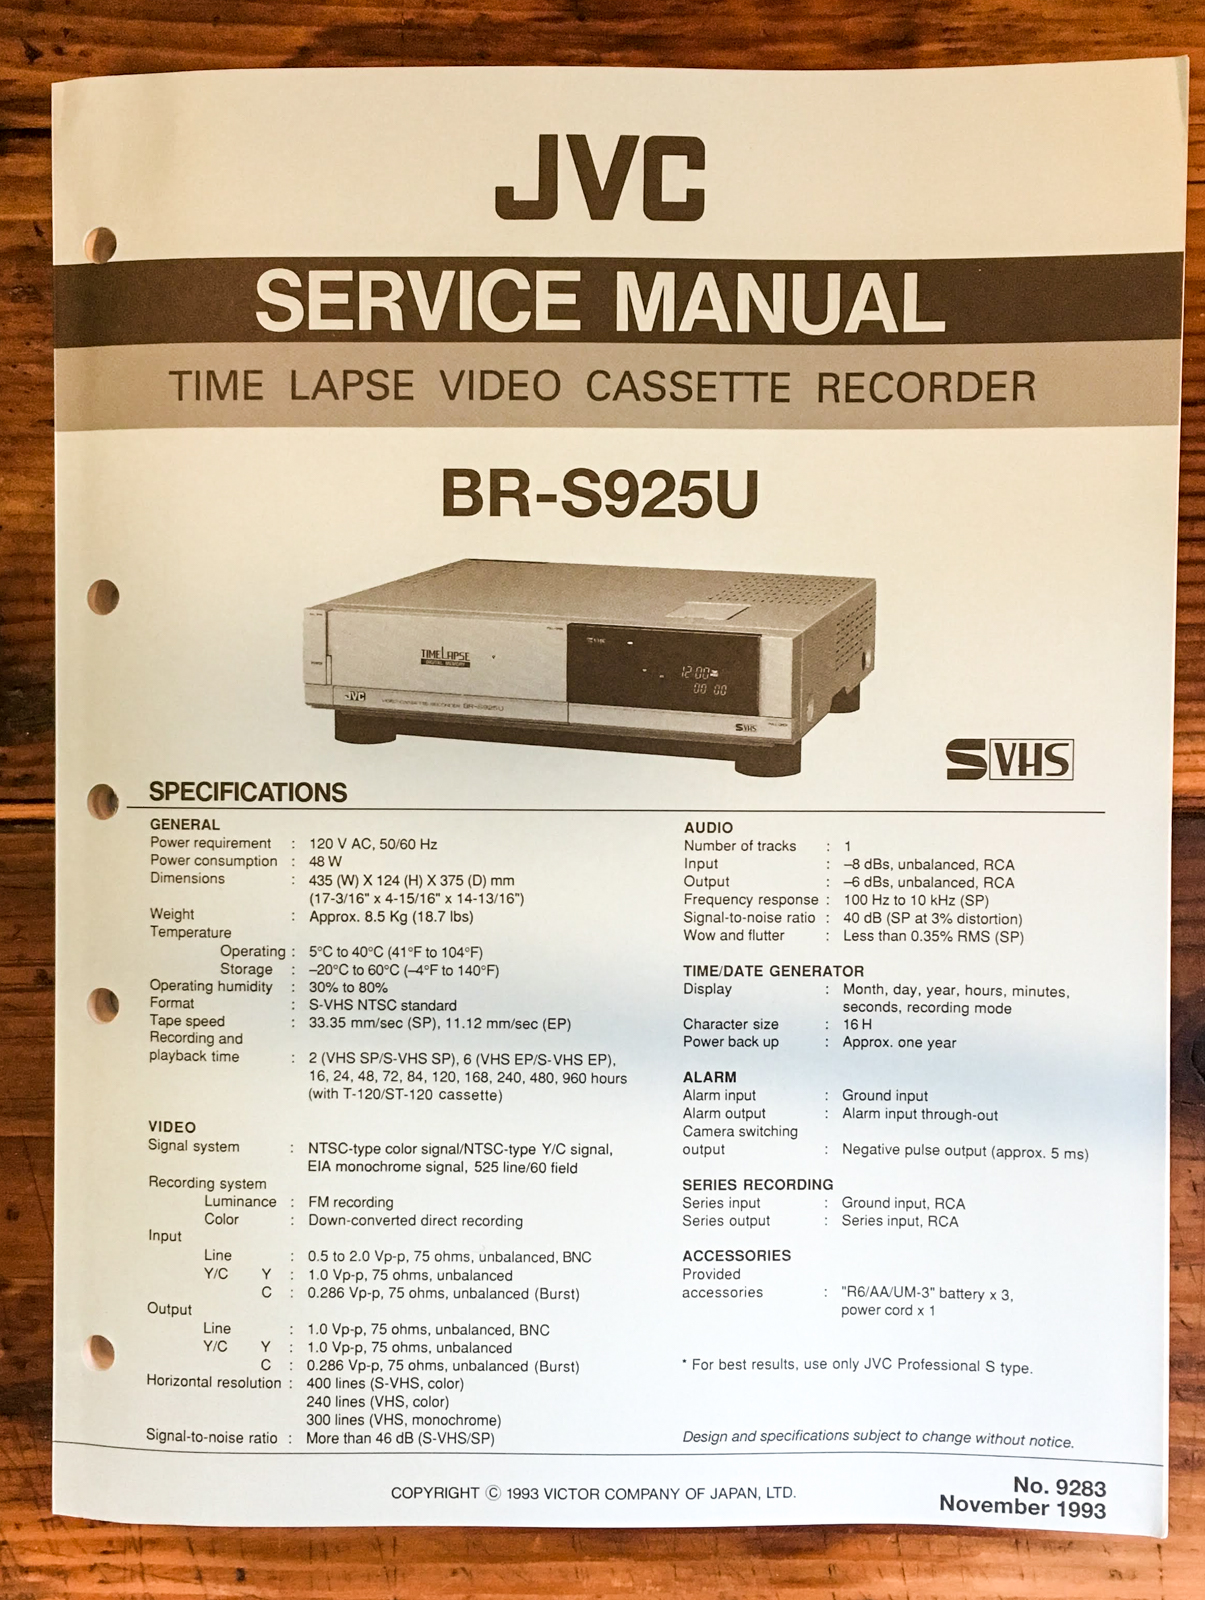 JVC
SERVICE MANUAL
TIME LAPSE VIDEO CASSETTE RECORDER
BR-S925U
TIMELAPSE
12:00
00 00
JVC
BR-S925U
S VHS
S VHS
SPECIFICATIONS
GENERAL
Power requirement : 120 V AC, 50/60 Hz
Power consumption : 48 W
Dimensions : 435 (W) X 124 (H) X 375 (D) mm
(17-3/16" x 4-15/16" x 14-13/16")
Weight : Approx. 8.5 Kg (18.7 lbs)
Temperature
Operating : 5°C to 40°C (41°F to 104°F)
Storage : –20°C to 60°C (–4°F to 140°F)
Operating humidity : 30% to 80%
Format : S-VHS NTSC standard
Tape speed : 33.35 mm/sec (SP), 11.12 mm/sec (EP)
Recording and
playback time : 2 (VHS SP/S-VHS SP), 6 (VHS EP/S-VHS EP),
16, 24, 48, 72, 84, 120, 168, 240, 480, 960 hours
(with T-120/ST-120 cassette)
VIDEO
Signal system : NTSC-type color signal/NTSC-type Y/C signal,
EIA monochrome signal, 525 line/60 field
Recording system
Luminance : FM recording
Color : Down-converted direct recording
Input
Line : 0.5 to 2.0 Vp-p, 75 ohms, unbalanced, BNC
Y/C Y : 1.0 Vp-p, 75 ohms, unbalanced
C : 0.286 Vp-p, 75 ohms, unbalanced (Burst)
Output
Line : 1.0 Vp-p, 75 ohms, unbalanced, BNC
Y/C Y : 1.0 Vp-p, 75 ohms, unbalanced
C : 0.286 Vp-p, 75 ohms, unbalanced (Burst)
Horizontal resolution : 400 lines (S-VHS, color)
240 lines (VHS, color)
300 lines (VHS, monochrome)
Signal-to-noise ratio : More than 46 dB (S-VHS/SP)
AUDIO
Number of tracks : 1
Input : –8 dBs, unbalanced, RCA
Output : –6 dBs, unbalanced, RCA
Frequency response : 100 Hz to 10 kHz (SP)
Signal-to-noise ratio : 40 dB (SP at 3% distortion)
Wow and flutter : Less than 0.35% RMS (SP)
TIME/DATE GENERATOR
Display : Month, day, year, hours, minutes,
seconds, recording mode
Character size : 16 H
Power back up : Approx. one year
ALARM
Alarm input : Ground input
Alarm output : Alarm input through-out
Camera switching
output : Negative pulse output (approx. 5 ms)
SERIES RECORDING
Series input : Ground input, RCA
Series output : Series input, RCA
ACCESSORIES
Provided
accessories : "R6/AA/UM-3" battery x 3,
power cord x 1
* For best results, use only JVC Professional S type.
Design and specifications subject to change without notice.
COPYRIGHT © 1993 VICTOR COMPANY OF JAPAN, LTD.
No. 9283
November 1993